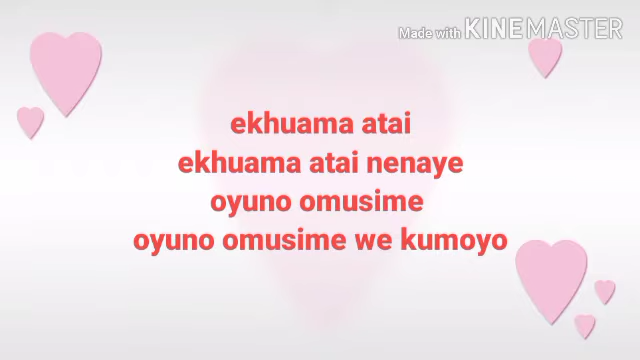 Made with KINEMASTER
ekhuama atai
ekhuama atai nenaye
oyuno omusime
oyuno omusime we kumoyo